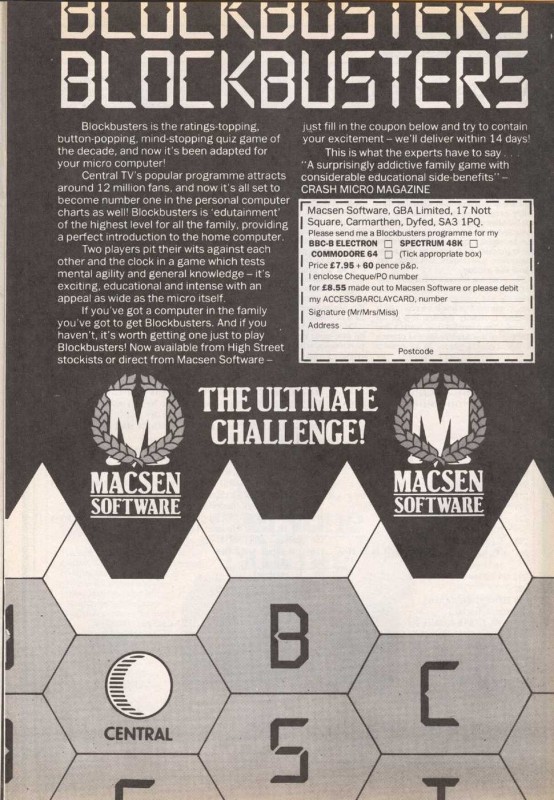 BLOCKBUSTERS
BLOCKBUSTERS
Blockbusters is the ratings-topping,
button-popping, mind-stopping quiz game of
the decade, and now it's been adapted for
your micro computer!
Central TV's popular programme attracts
around 12 million fans, and now it's all set to
become number one in the personal computer
charts as well! Blockbusters is 'edutainment'
of the highest level for all the family, providing
a perfect introduction to the home computer.
Two players pit their wits against each
other and the clock in a game which tests
mental agility and general knowledge – it's
exciting, educational and intense with an
appeal as wide as the micro itself.
If you've got a computer in the family
you've got to get Blockbusters. And if you
haven't, it's worth getting one just to play
Blockbusters! Now available from High Street
stockists or direct from Macsen Software –
just fill in the coupon below and try to contain
your excitement – we'll deliver within 14 days!
This is what the experts have to say...
"A surprisingly addictive family game with
considerable educational side-benefits" –
CRASH MICRO MAGAZINE
Macsen Software, GBA Limited, 17 Nott
Square, Carmarthen, Dyfed, SA3 1PQ.
Please send me a Blockbusters programme for my
BBC-B ELECTRON SPECTRUM 48K
COMMODORE 64 (Tick appropriate box)
Price £7.95 + 60 pence p&p.
I enclose Cheque/PO number
for £8.55 made out to Macsen Software or please debit
my ACCESS/BARCLAYCARD, number
Signature (Mr/Mrs/Miss)
Address
Postcode
THE ULTIMATE
CHALLENGE!
M
MACSEN
SOFTWARE
M
MACSEN
SOFTWARE
B
C
CENTRAL
S